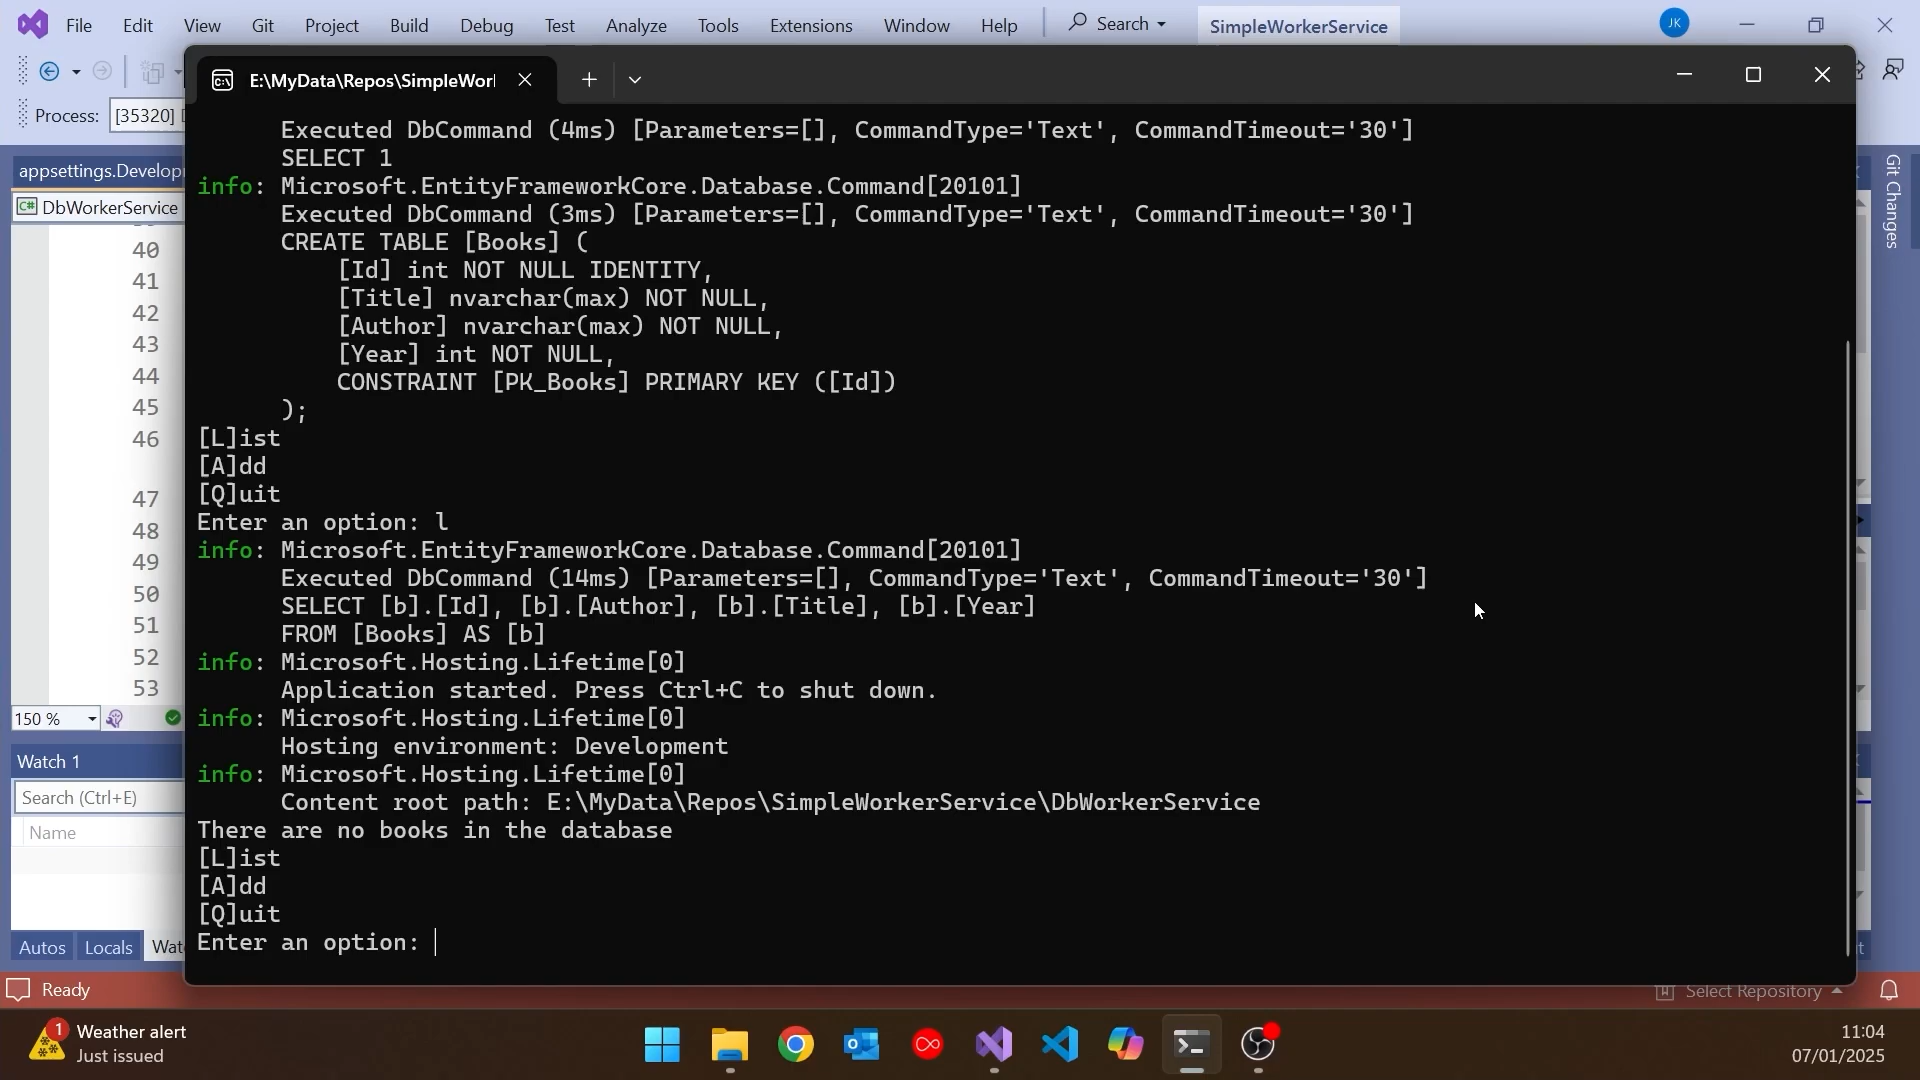 File Edit View Git Project Build Debug Test Analyze Tools Extensions Window Help Search SimpleWorkerService JK
E:\MyData\Repos\SimpleWor
Process: [35320]
Executed DbCommand (4ms) [Parameters=[], CommandType='Text', CommandTimeout='30']
SELECT 1
info: Microsoft.EntityFrameworkCore.Database.Command[20101]
Executed DbCommand (3ms) [Parameters=[], CommandType='Text', CommandTimeout='30']
CREATE TABLE [Books] (
[Id] int NOT NULL IDENTITY,
[Title] nvarchar(max) NOT NULL,
[Author] nvarchar(max) NOT NULL,
[Year] int NOT NULL,
CONSTRAINT [PK_Books] PRIMARY KEY ([Id])
);
[L]ist
[A]dd
[Q]uit
Enter an option: l
info: Microsoft.EntityFrameworkCore.Database.Command[20101]
Executed DbCommand (14ms) [Parameters=[], CommandType='Text', CommandTimeout='30']
SELECT [b].[Id], [b].[Author], [b].[Title], [b].[Year]
FROM [Books] AS [b]
info: Microsoft.Hosting.Lifetime[0]
Application started. Press Ctrl+C to shut down.
info: Microsoft.Hosting.Lifetime[0]
Hosting environment: Development
info: Microsoft.Hosting.Lifetime[0]
Content root path: E:\MyData\Repos\SimpleWorkerService\DbWorkerService
There are no books in the database
[L]ist
[A]dd
[Q]uit
Enter an option:
appsettings.Develop
C# DbWorkerService
40
41
42
43
44
45
46
47
48
49
50
51
52
53
150 %
Watch 1
Search (Ctrl+E)
Name
Autos Locals Wat
Git Changes
Ready
Select Repository
1
Weather alert
Just issued
11:04
07/01/2025